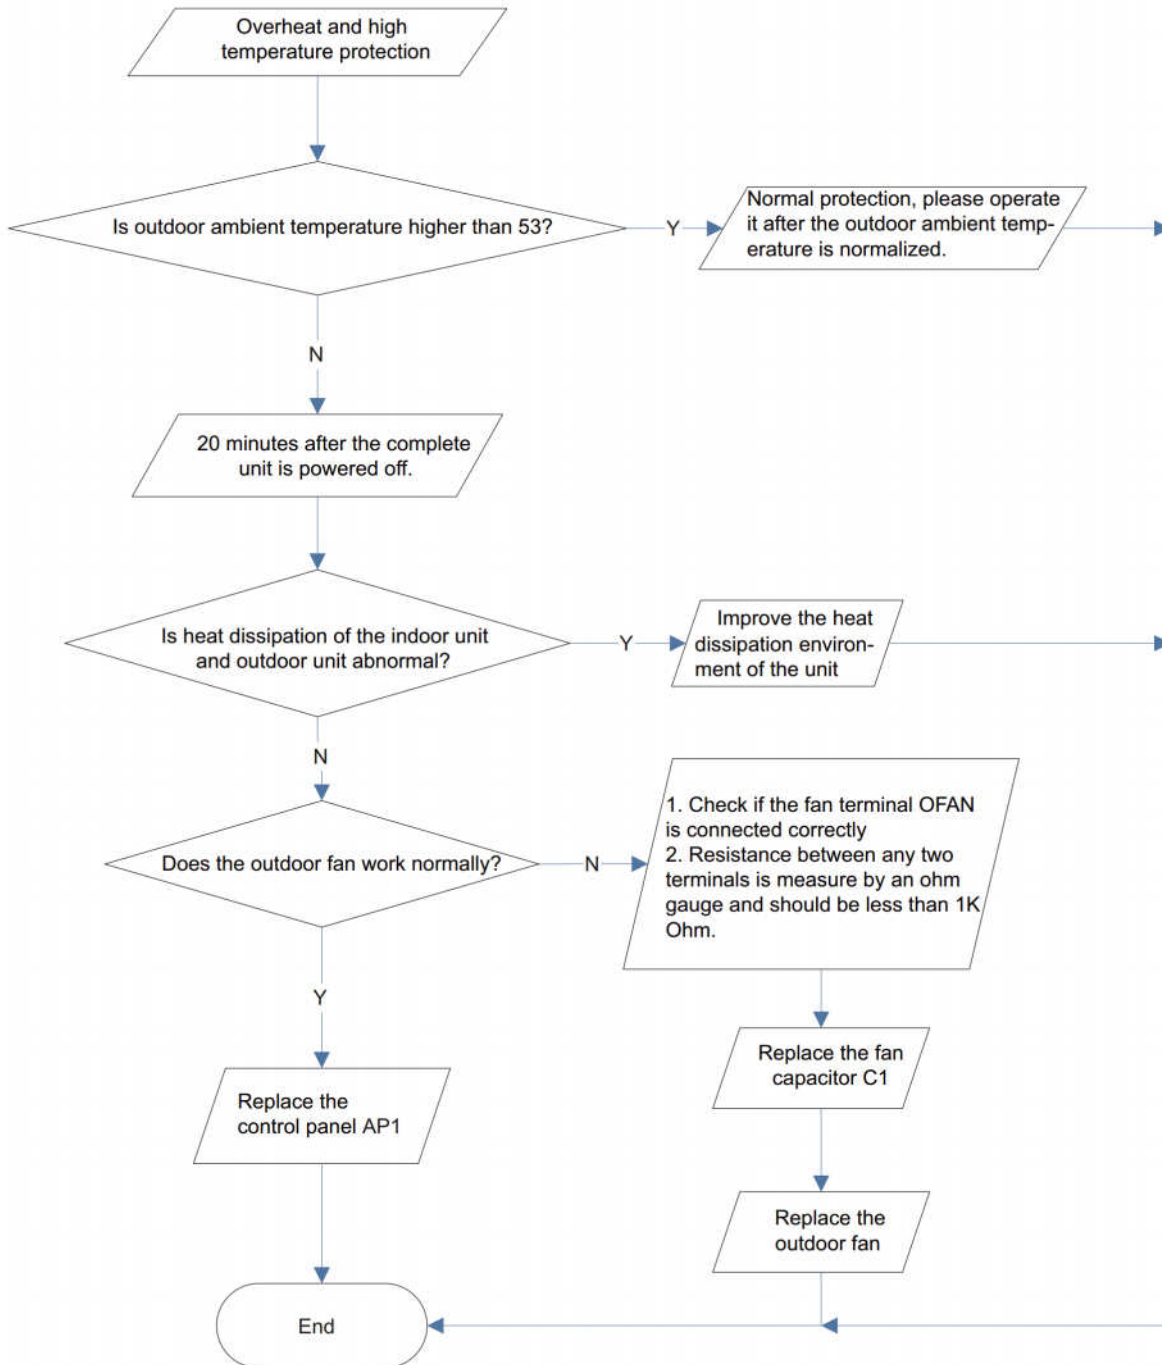 Overheat and high
temperature protection
Is outdoor ambient temperature higher than 53?
Y
Normal protection, please operate
it after the outdoor ambient temp-
erature is normalized.
N
20 minutes after the complete
unit is powered off.
Is heat dissipation of the indoor unit
and outdoor unit abnormal?
Y
Improve the heat
dissipation environ-
ment of the unit
N
Does the outdoor fan work normally?
N
1. Check if the fan terminal OFAN
is connected correctly
2. Resistance between any two
terminals is measure by an ohm
gauge and should be less than 1K
Ohm.
Y
Replace the fan
capacitor C1
Replace the
control panel AP1
Replace the
outdoor fan
End